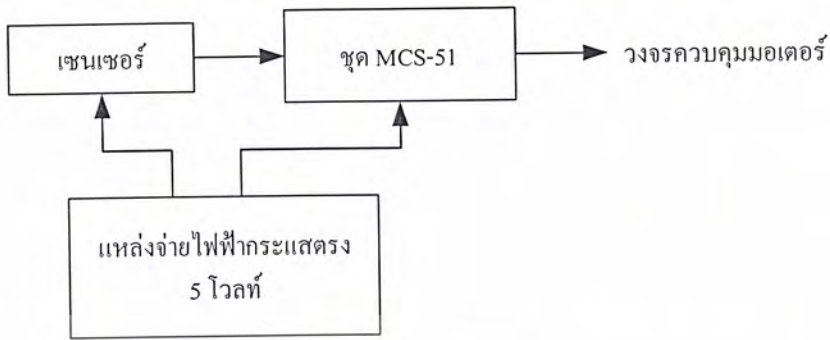 เซนเซอร์
ชุด MCS-51
วงจรควบคุมมอเตอร์
แหล่งจ่ายไฟฟ้ากระแสตรง
5 โวลท์